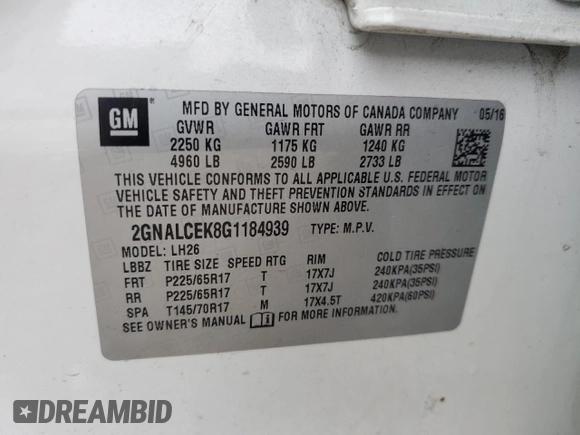 GM
MFD BY GENERAL MOTORS OF CANADA COMPANY 05/16
GVWR GAWR FRT GAWR RR
2250 KG 1175 KG 1240 KG
4960 LB 2590 LB 2733 LB
THIS VEHICLE CONFORMS TO ALL APPLICABLE U.S. FEDERAL MOTOR
VEHICLE SAFETY AND THEFT PREVENTION STANDARDS IN EFFECT ON
THE DATE OF MANUFACTURE SHOWN ABOVE.
2GNALCEK8G1184939 TYPE: M.P.V.
MODEL: LH26
LBBZ TIRE SIZE SPEED RTG RIM COLD TIRE PRESSURE
FRT P225/65R17 T 17X7J 240KPA(35PSI)
RR P225/65R17 T 17X7J 240KPA(35PSI)
SPA T145/70R17 M 17X4.5T 420KPA(60PSI)
SEE OWNER'S MANUAL FOR MORE INFORMATION.
DREAMBID